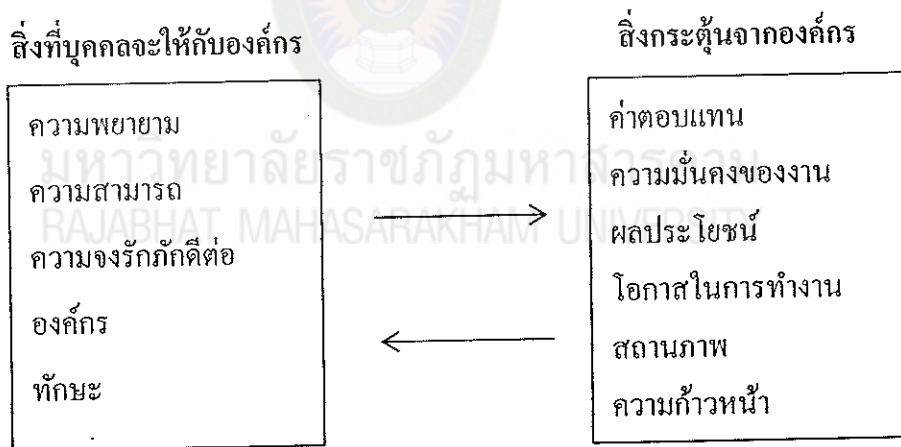 สิ่งที่บุคคลจะให้กับองค์กร
ความพยายาม
ความสามารถ
ความจงรักภักดีต่อ
องค์กร
ทักษะ
สิ่งกระตุ้นจากองค์กร
ค่าตอบแทน
ความมั่นคงของงาน
ผลประโยชน์
โอกาสในการทำงาน
สถานภาพ
ความก้าวหน้า
มหาวิทยาลัยราชภัฏมหาสารคาม
RAJABHAT MAHASARAKHAM UNIVERSITY